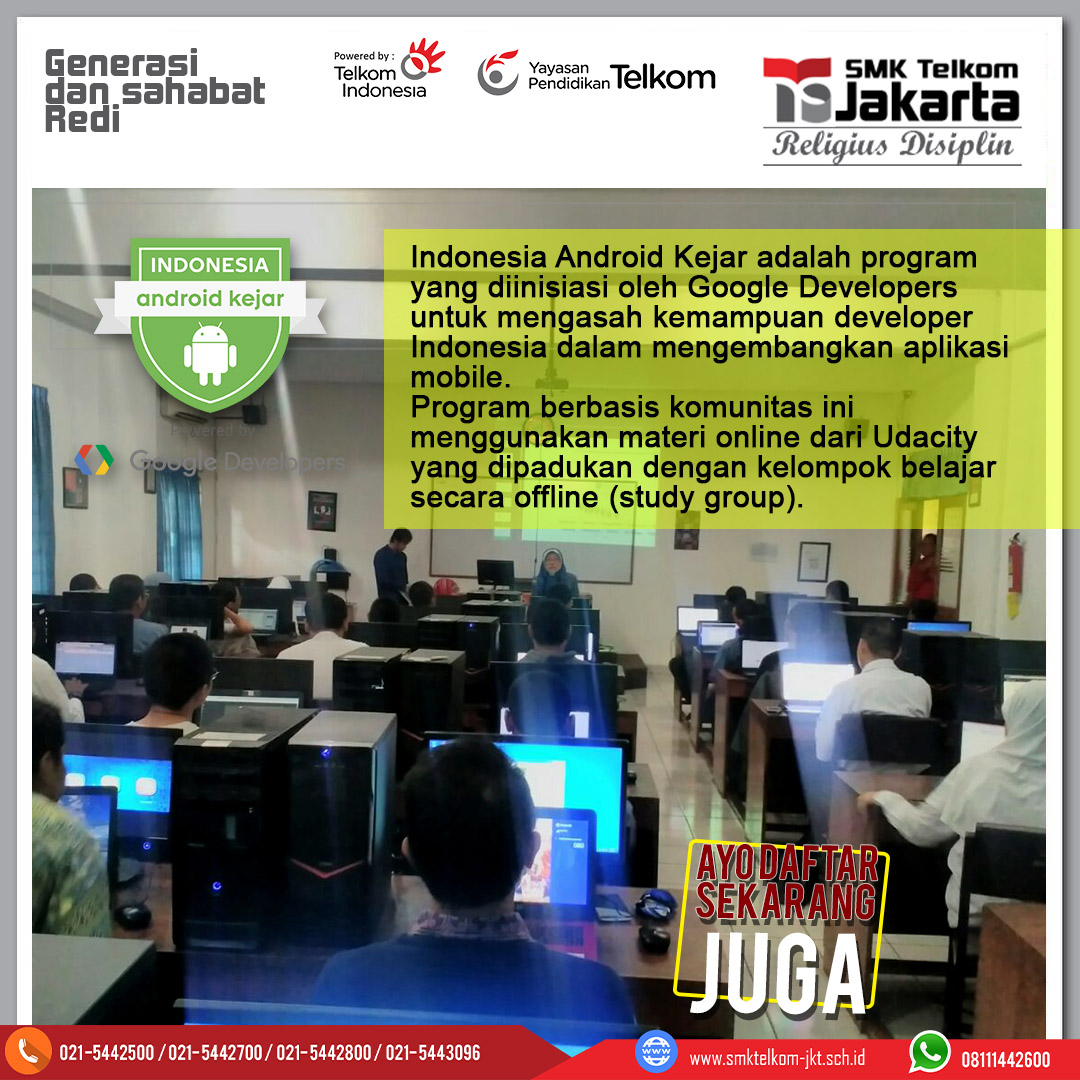 Generasi
dan sahabat
Redi
Powered by :
Telkom
Indonesia
Yayasan
Pendidikan Telkom
SMK Telkom
Jakarta
Religius Disiplin
INDONESIA
android kejar
Powered by
Google Developers
Indonesia Android Kejar adalah program
yang diinisiasi oleh Google Developers
untuk mengasah kemampuan developer
Indonesia dalam mengembangkan aplikasi
mobile.
Program berbasis komunitas ini
menggunakan materi online dari Udacity
yang dipadukan dengan kelompok belajar
secara offline (study group).
AYO DAFTAR
SEKARANG
JUGA
021-5442500 / 021-5442700 / 021-5442800 / 021-5443096
www.smktelkom-jkt.sch.id
08111442600